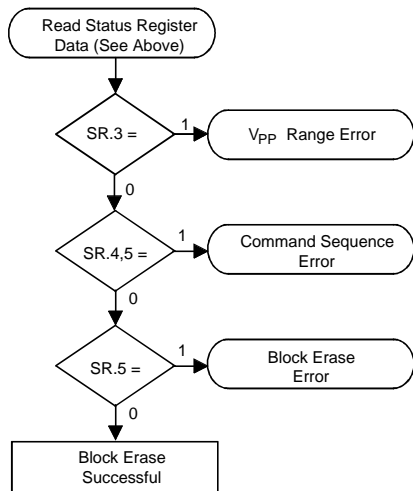 Read Status Register
Data (See Above)
SR.3 =
1
VPP Range Error
0
SR.4,5 =
1
Command Sequence
Error
0
SR.5 =
1
Block Erase
Error
0
Block Erase
Successful